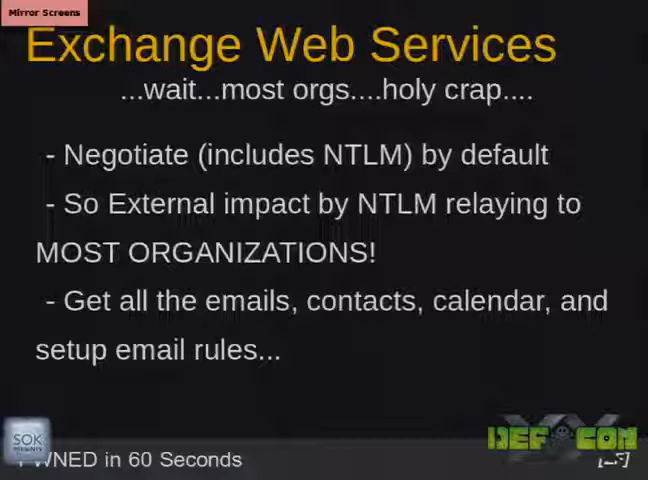 Mirror Screens
Exchange Web Services
...wait...most orgs....holy crap....
- Negotiate (includes NTLM) by default
- So External impact by NTLM relaying to
MOST ORGANIZATIONS!
- Get all the emails, contacts, calendar, and
setup email rules...
SOK
DEFCON
WNED in 60 Seconds